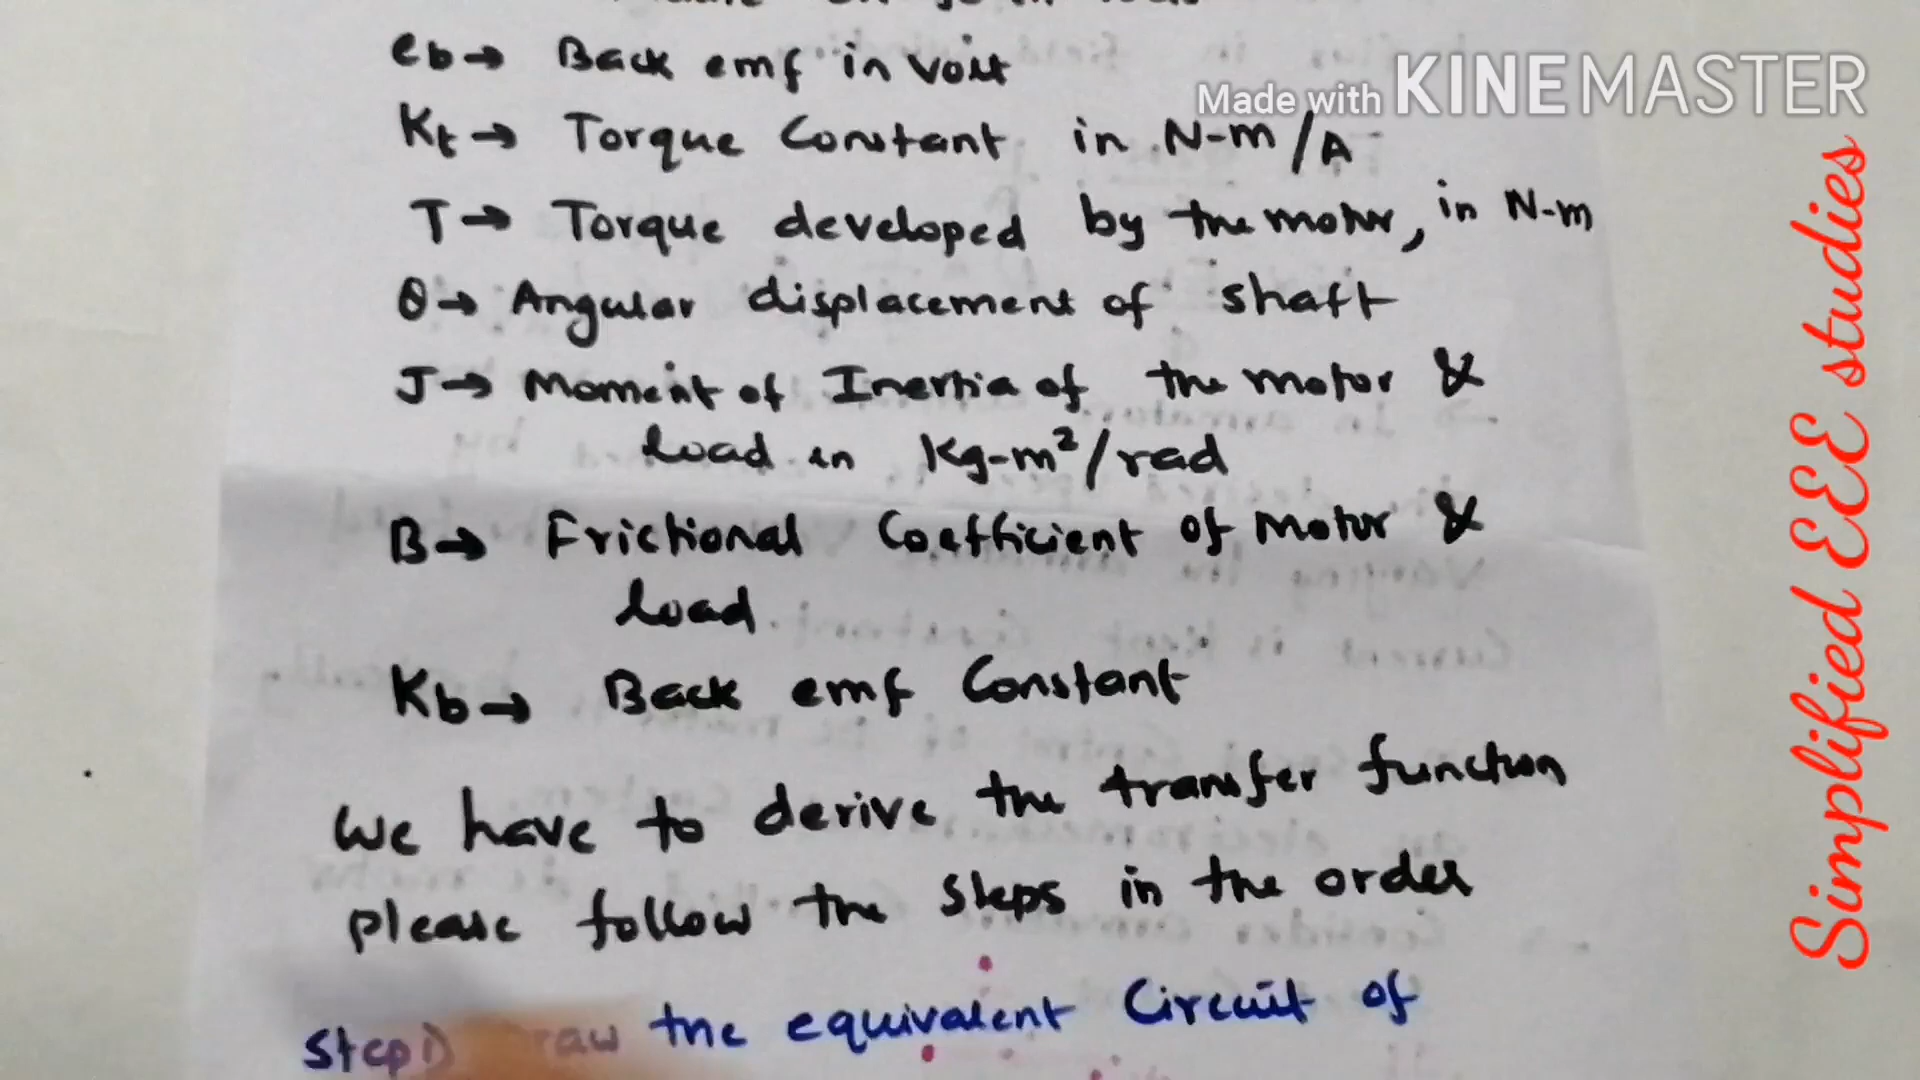 eb→ Back emf in volt
Kt→ Torque Constant in N-m/A
T→ Torque developed by the motor, in N-m
θ→ Angular displacement of shaft
J→ Moment of Inertia of the motor &
load in Kg-m²/rad
B→ Frictional Coefficient of motor &
load
Kb→ Back emf Constant
We have to derive the transfer function
please follow the steps in the order
Step1) raw the equivalent Circuit of
Made with KINEMASTER
Simplified EEE studies